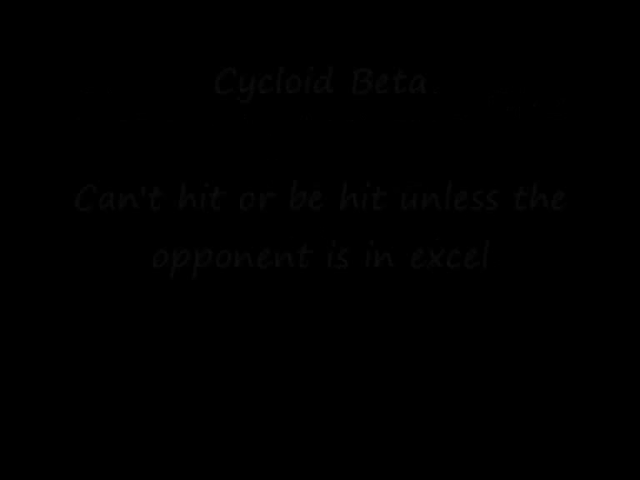 Cycloid Beta.
Can't hit or be hit unless the
opponent is in excel